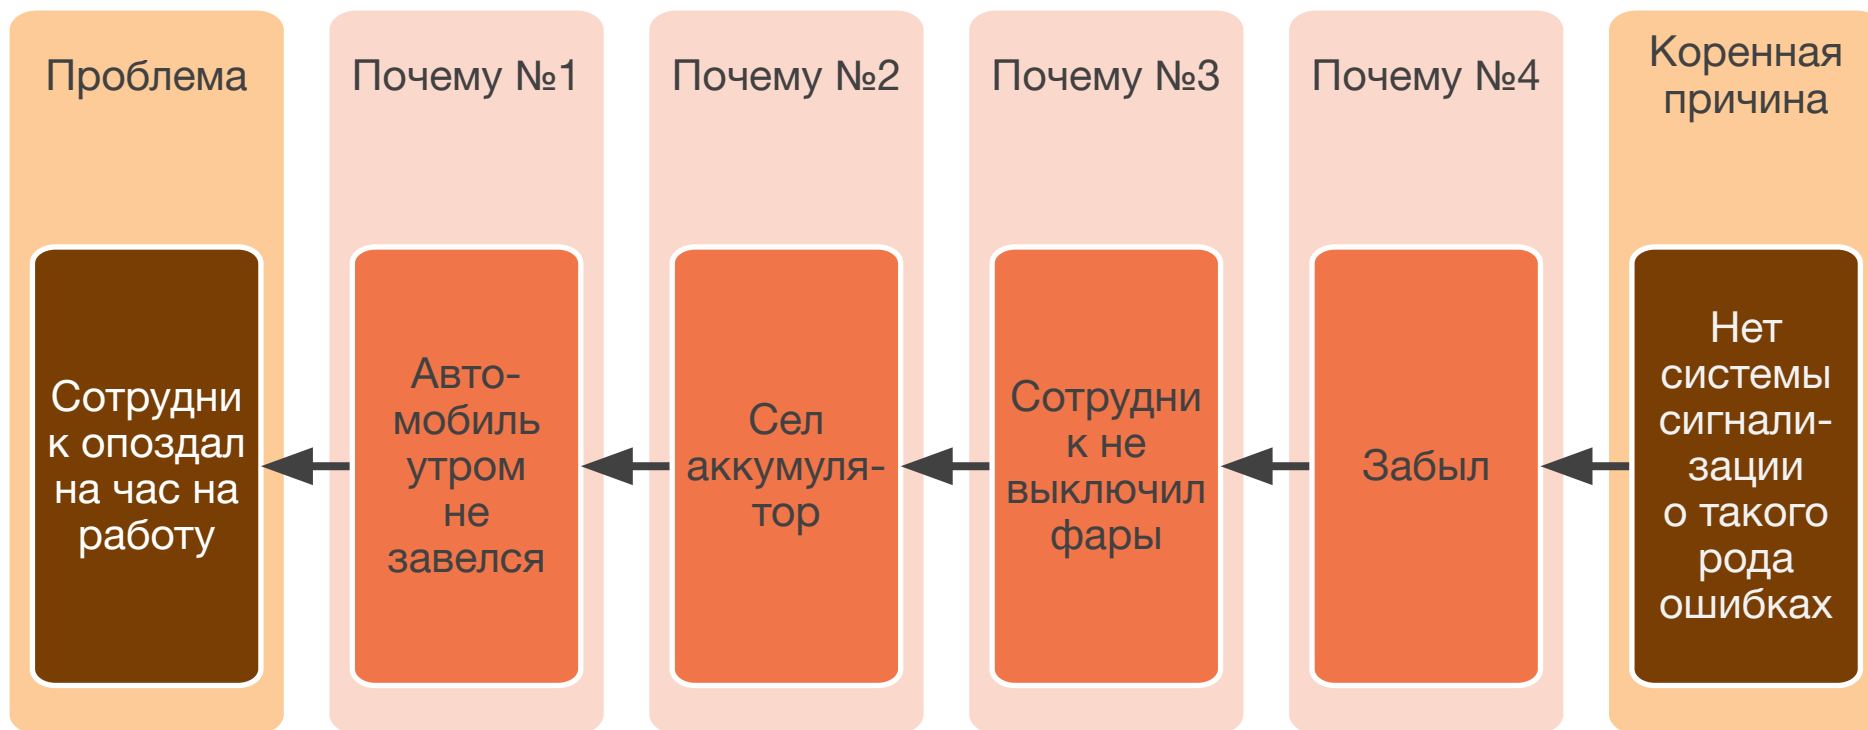 Проблема
Почему №1
Почему №2
Почему №3
Почему №4
Коренная
причина
Сотрудни
к опоздал
на час на
работу
Авто-
мобиль
утром
не
завелся
Сел
аккумуля-
тор
Сотрудни
к не
выключил
фары
Забыл
Нет
системы
сигнали-
зации
о такого
рода
ошибках